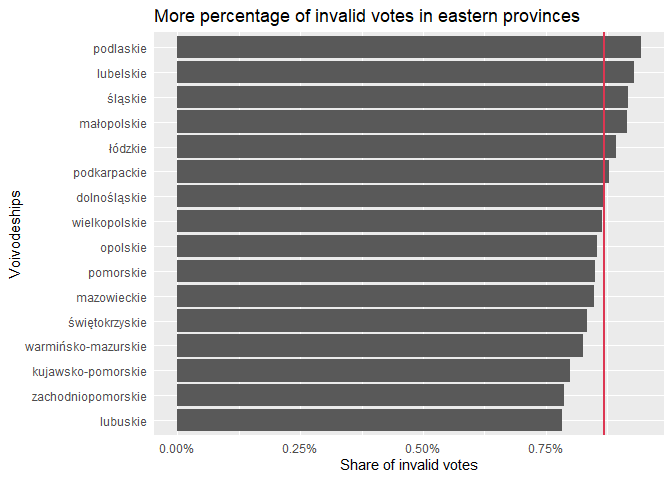 More percentage of invalid votes in eastern provinces
Voivodeships
podlaskie
lubelskie
śląskie
małopolskie
łódzkie
podkarpackie
dolnośląskie
wielkopolskie
opolskie
pomorskie
mazowieckie
świętokrzyskie
warmińsko-mazurskie
kujawsko-pomorskie
zachodniopomorskie
lubuskie
0.00% 0.25% 0.50% 0.75%
Share of invalid votes